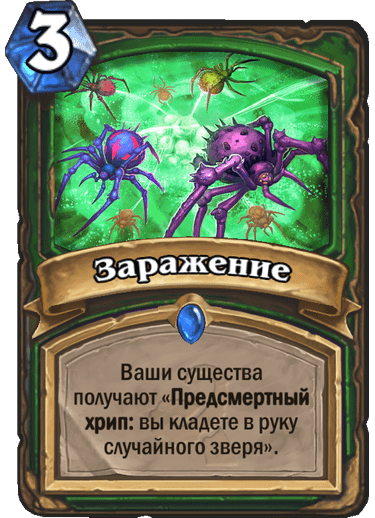 3
Заражение
Ваши существа
получают «Предсмертный
хрип: вы кладете в руку
случайного зверя».